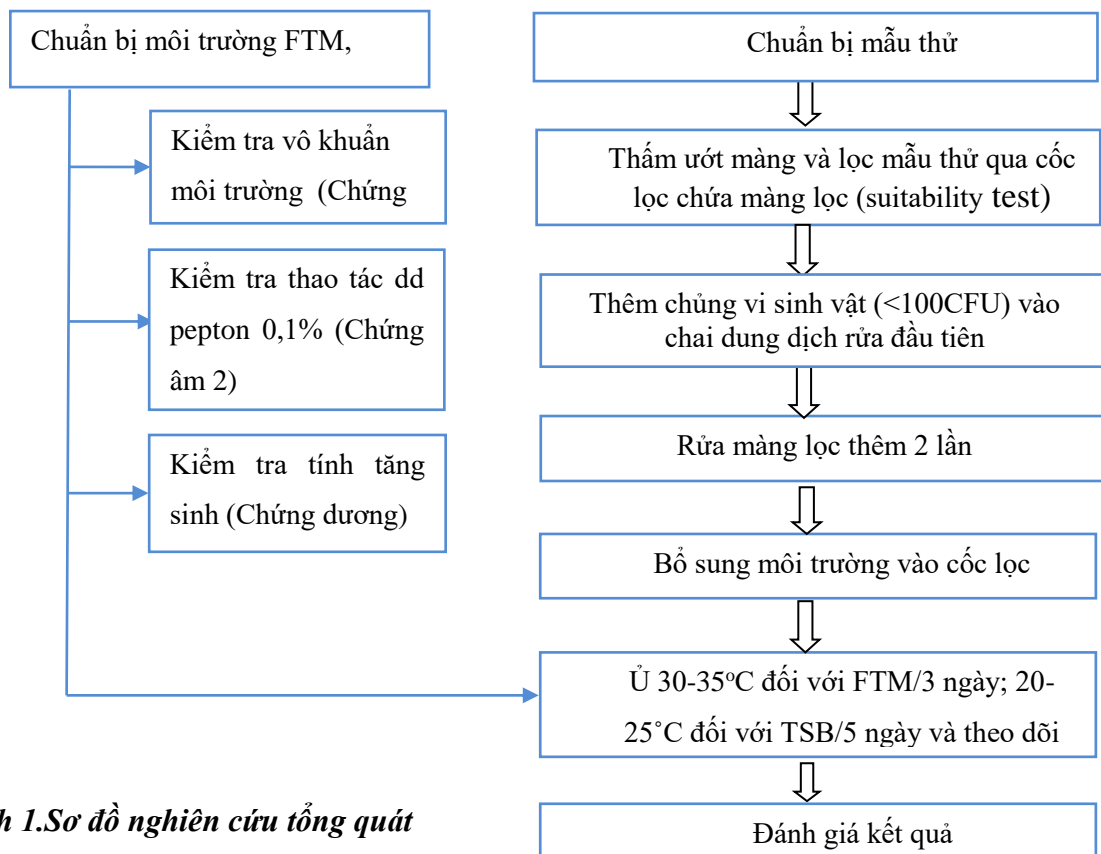 Chuẩn bị môi trường FTM,
Kiểm tra vô khuẩn
môi trường (Chứng
Kiểm tra thao tác dd
pepton 0,1% (Chứng
âm 2)
Kiểm tra tính tăng
sinh (Chứng dương)
Chuẩn bị mẫu thử
Thấm ướt màng và lọc mẫu thử qua cốc
lọc chứa màng lọc (suitability test)
Thêm chủng vi sinh vật (<100CFU) vào
chai dung dịch rửa đầu tiên
Rửa màng lọc thêm 2 lần
Bổ sung môi trường vào cốc lọc
Ủ 30-35°C đối với FTM/3 ngày; 20-
25˚C đối với TSB/5 ngày và theo dõi
Đánh giá kết quả
h 1.Sơ đồ nghiên cứu tổng quát